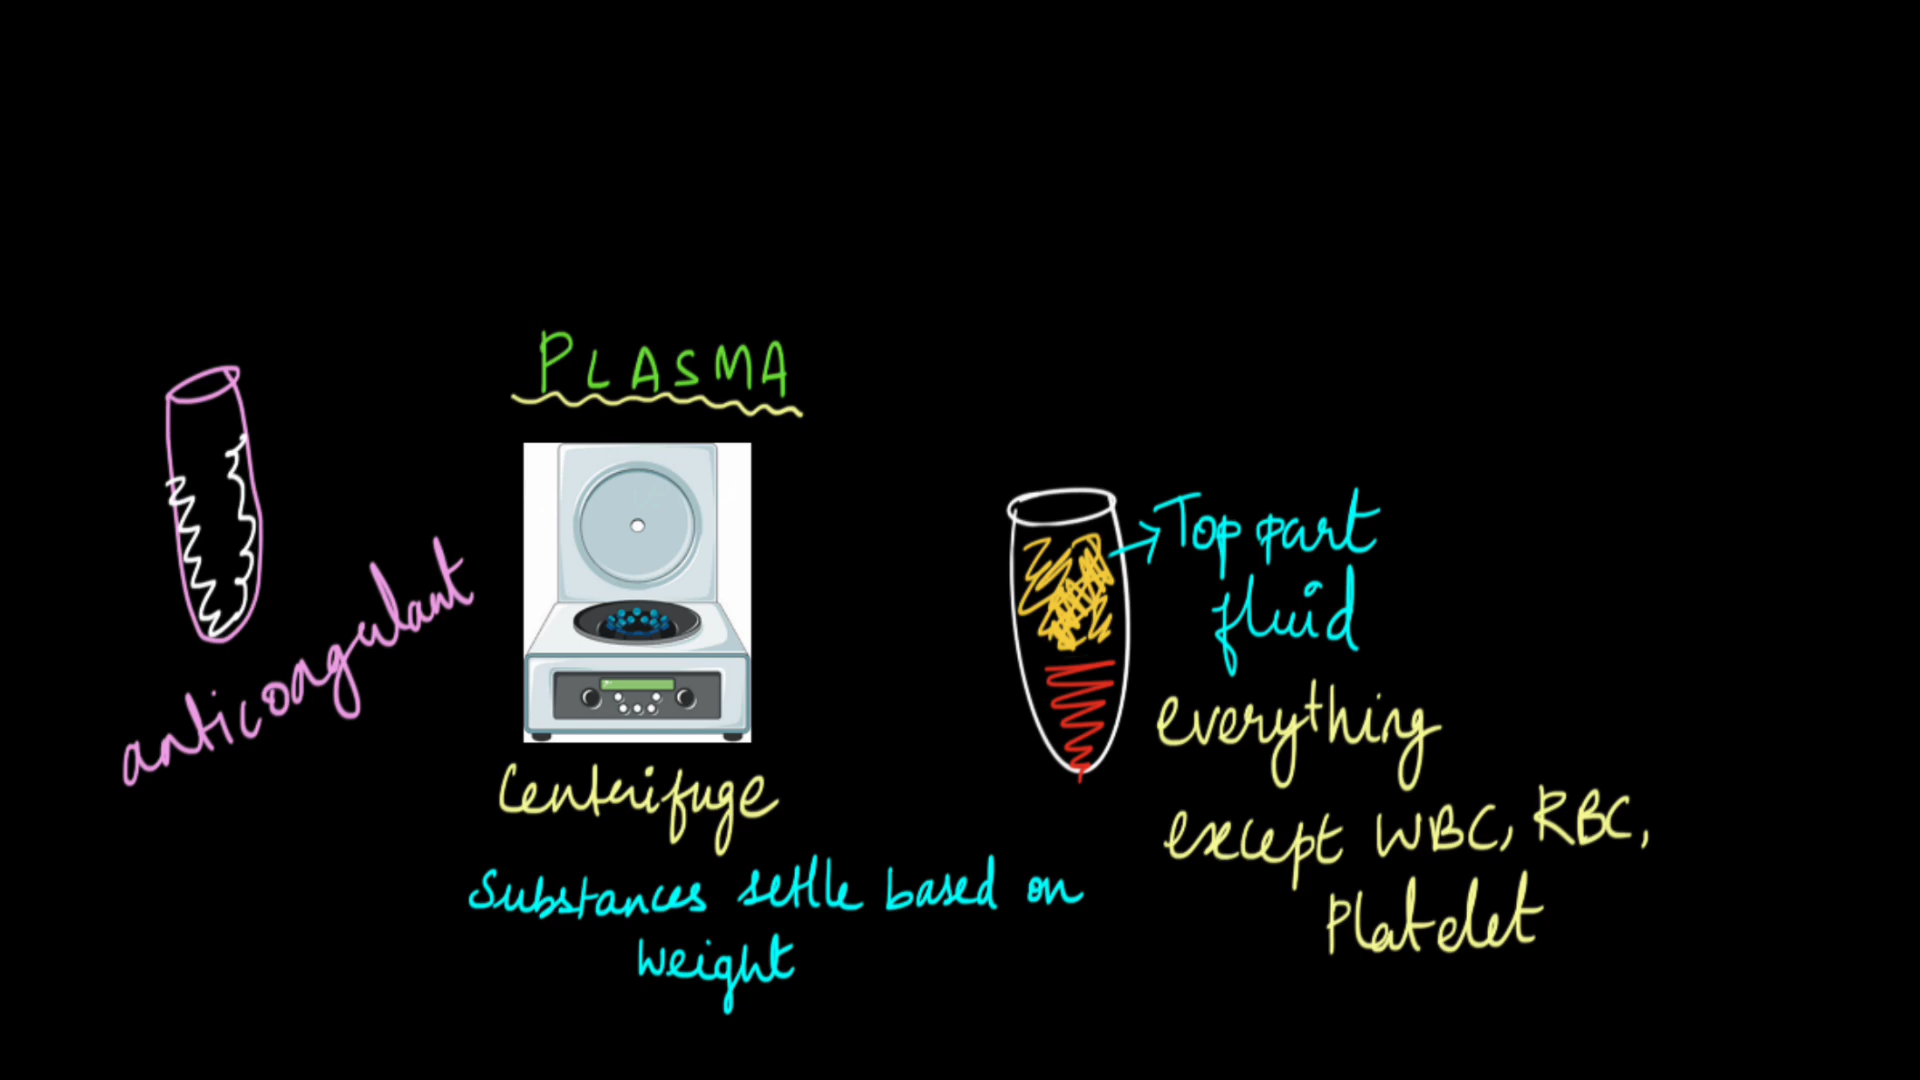 PLASMA
anticoagulant
Centrifuge
Substances settle based on
weight
Top part
fluid
everything
except WBC, RBC,
Platelet